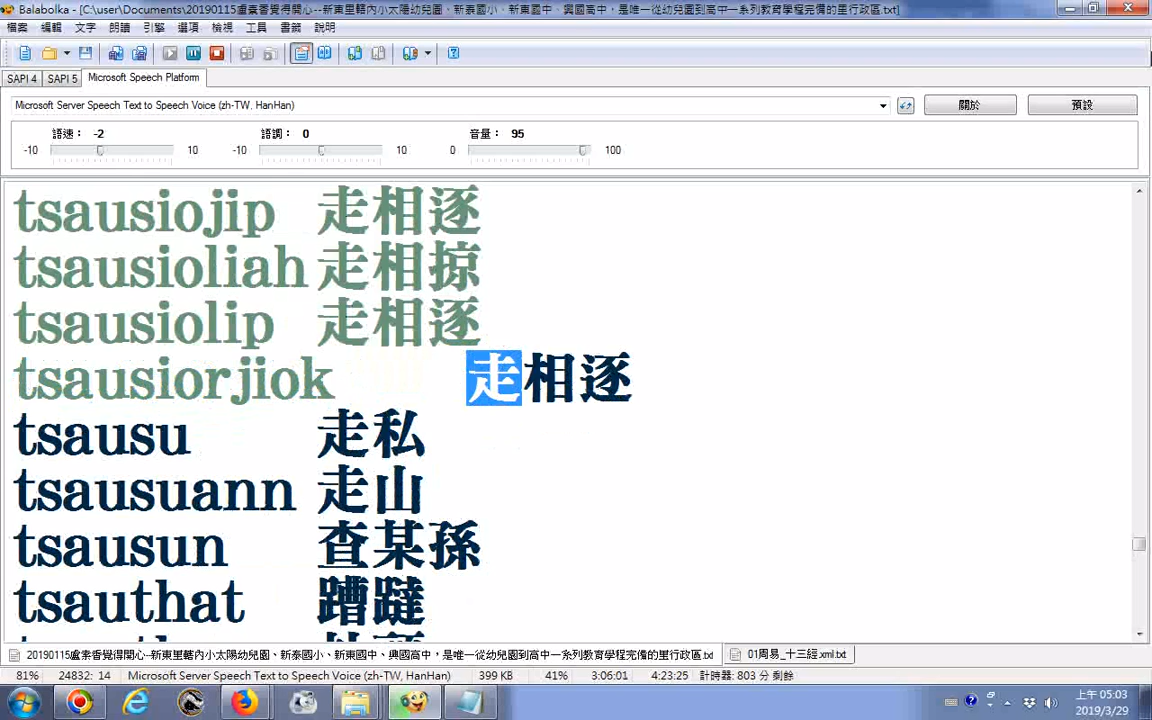 Balabolka - [C:\user\Documents\20190115盧素香覺得開心--新東里轄內小太陽幼兒園、新泰國小、新東國中、興國高中，是唯一從幼兒園到高中一系列教育學程完備的里行政區.txt]
檔案 編輯 文字 朗讀 引擎 選項 檢視 工具 書籤 說明
SAPI 4 SAPI 5 Microsoft Speech Platform
Microsoft Server Speech Text to Speech Voice (zh-TW, HanHan) 關於 預設
語速： -2 語調： 0 音量： 95
-10 10 -10 10 0 100
tsausiojip 走相逐
tsausioliah 走相掠
tsausiolip 走相逐
tsausiorjiok 走相逐
tsausu 走私
tsausuann 走山
tsausun 查某孫
tsauthat 蹧躂
20190115盧素香覺得開心--新東里轄內小太陽幼兒園、新泰國小、新東國中、興國高中，是唯一從幼兒園到高中一系列教育學程完備的里行政區.txt 01周易_十三經.xml.txt
81% 24832: 14 Microsoft Server Speech Text to Speech Voice (zh-TW, HanHan) 399 KB 41% 3:06:01 4:23:25 計時器: 803 分 剩餘
上午 05:03
2019/3/29